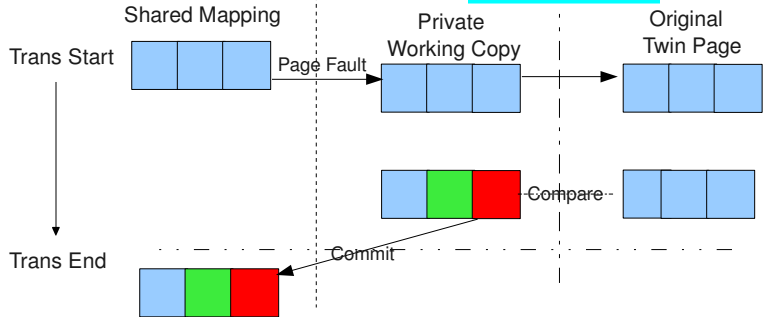 Shared Mapping
Private
Working Copy
Original
Twin Page
Trans Start
Page Fault
Compare
Trans End
Commit